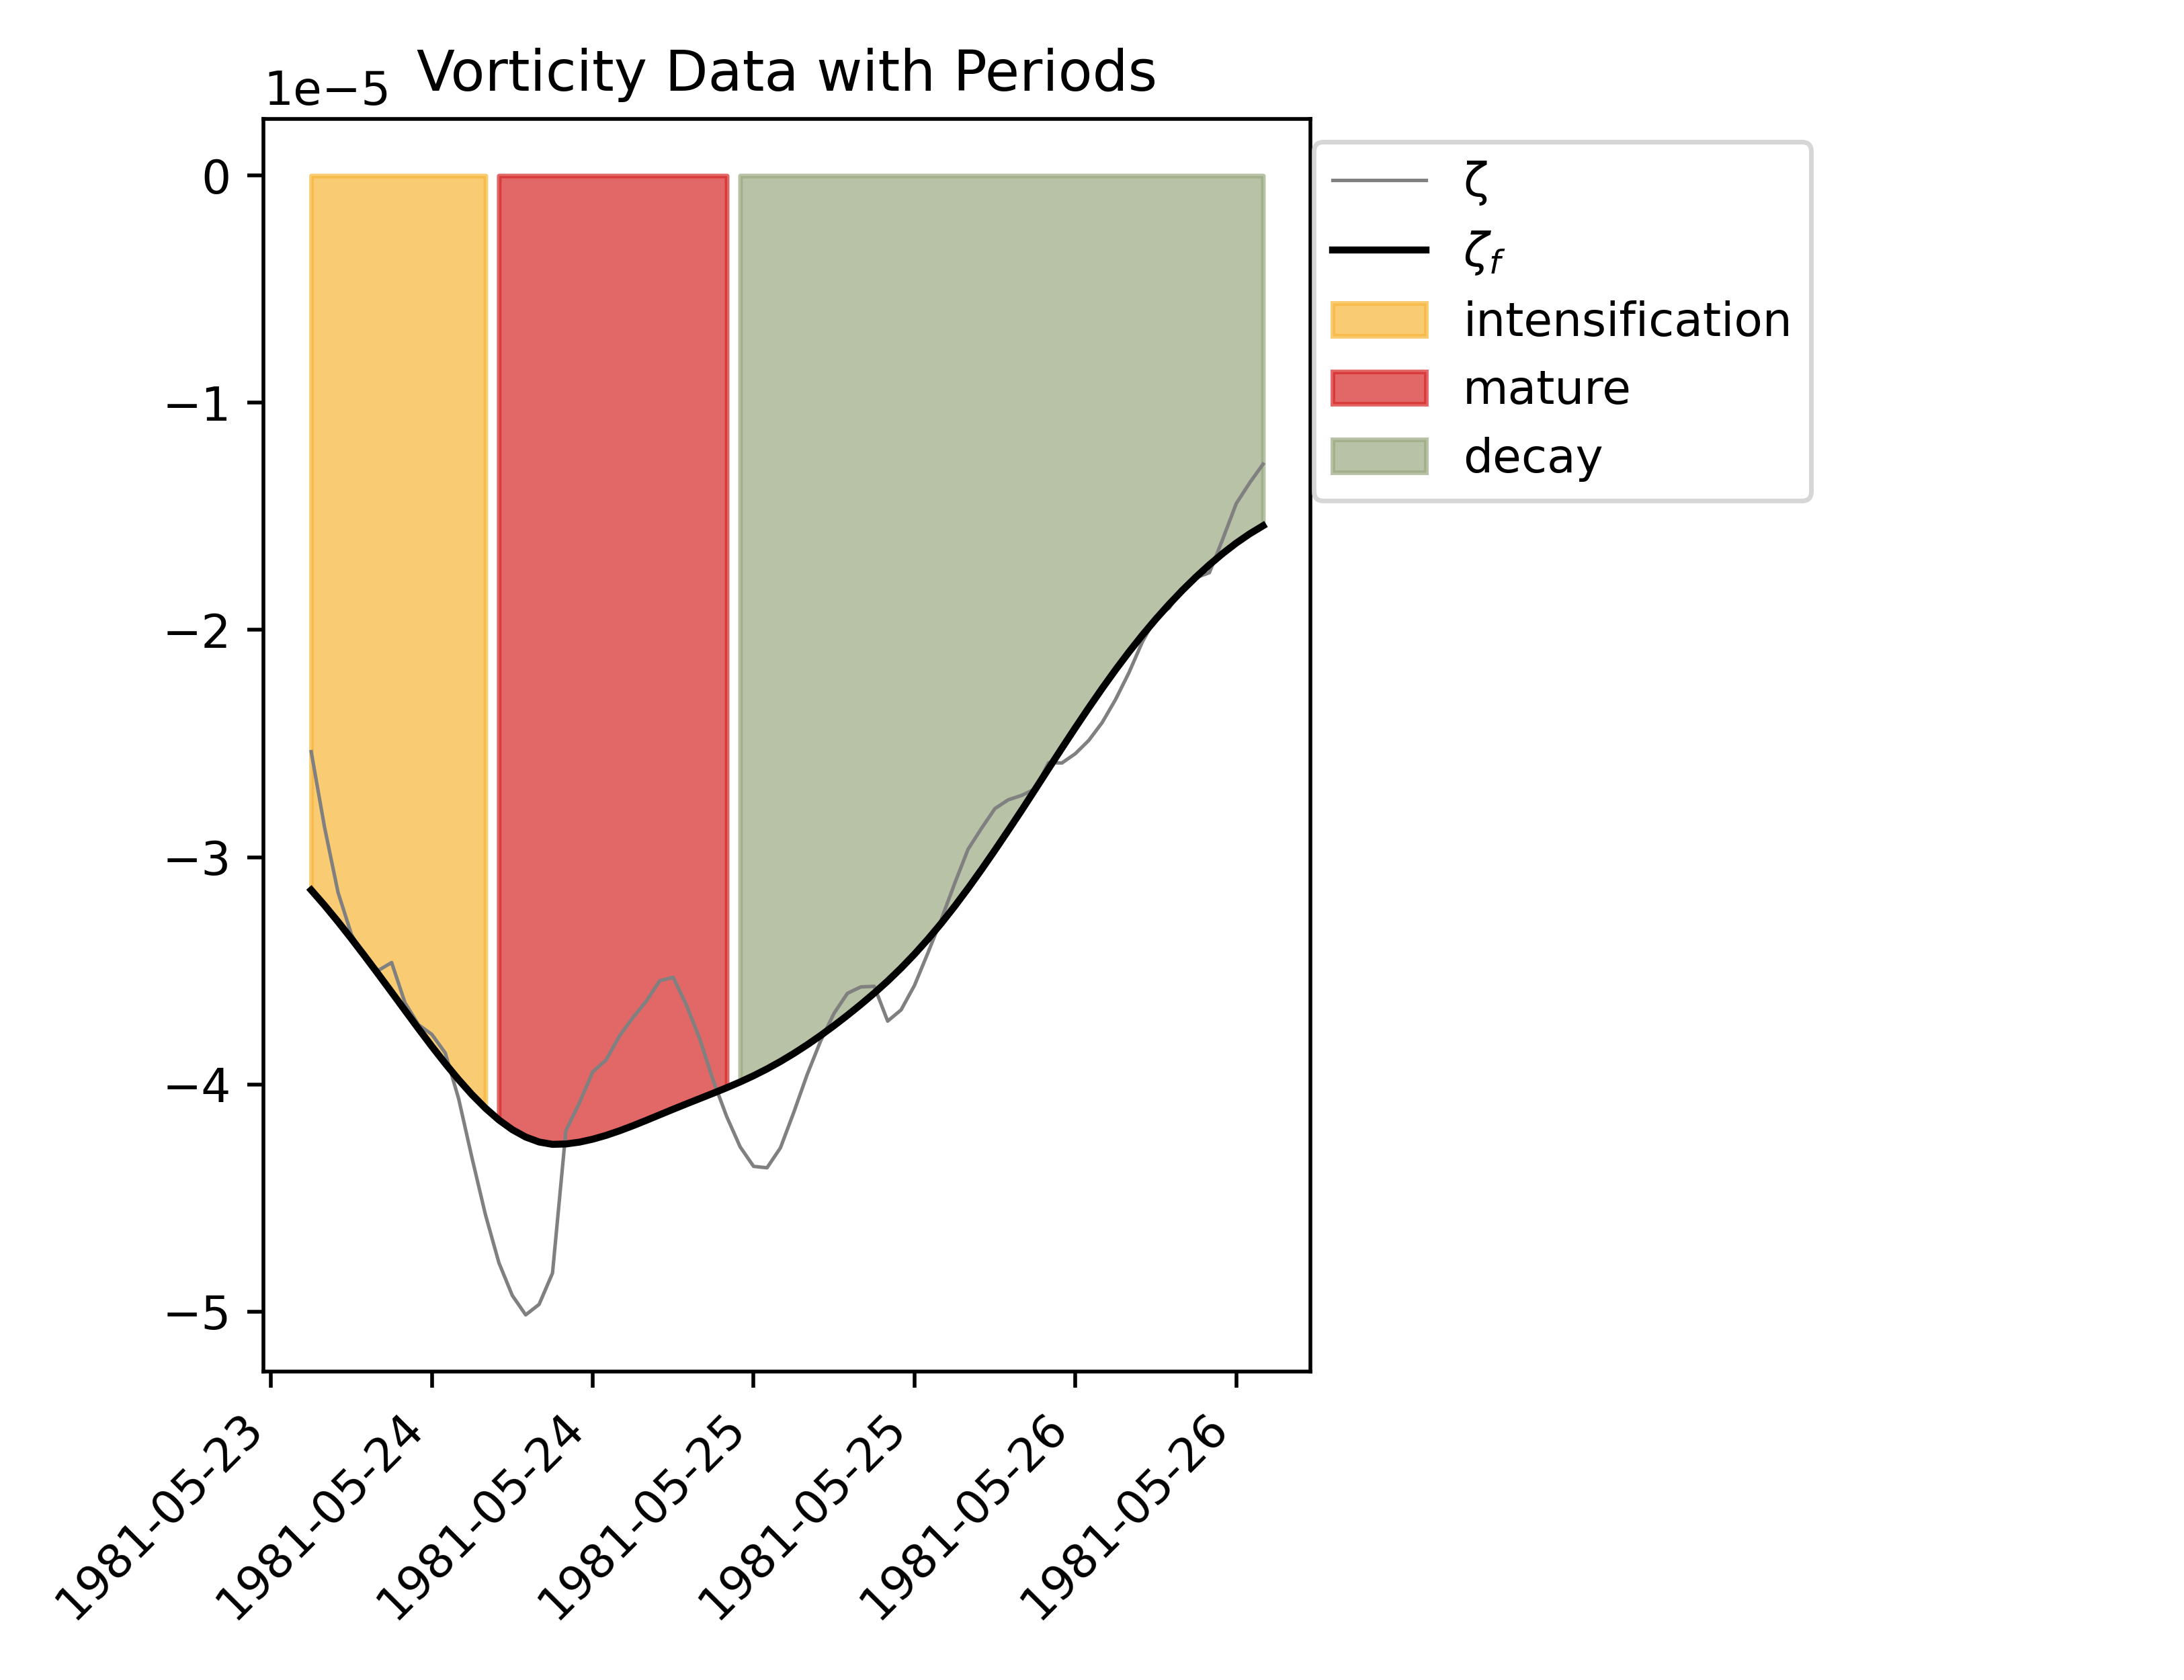 Vorticity Data with Periods
1e−5
0
−1
−2
−3
−4
−5
1981-05-23
1981-05-24
1981-05-24
1981-05-25
1981-05-25
1981-05-26
1981-05-26
ζ
ζf
intensification
mature
decay